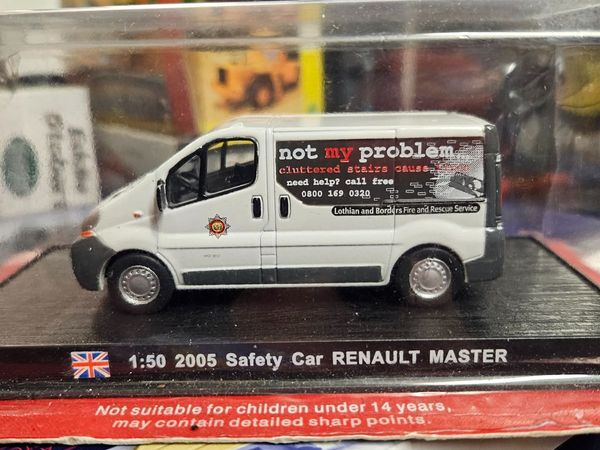 not my problem
cluttered stairs cause
need help? call free
0800 169 0320
Lothian and Borders Fire and Rescue Service
1:50 2005 Safety Car RENAULT MASTER
Not suitable for children under 14 years,
may contain detailed sharp points.